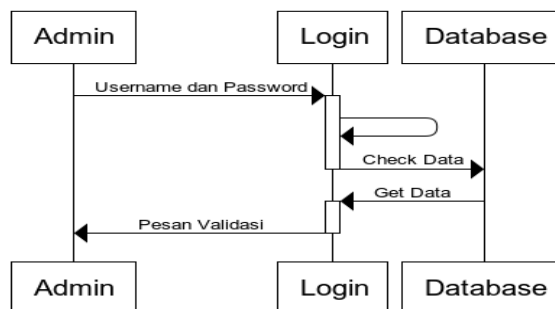 Admin
Login
Database
Username dan Password
Check Data
Get Data
Pesan Validasi
Admin
Login
Database